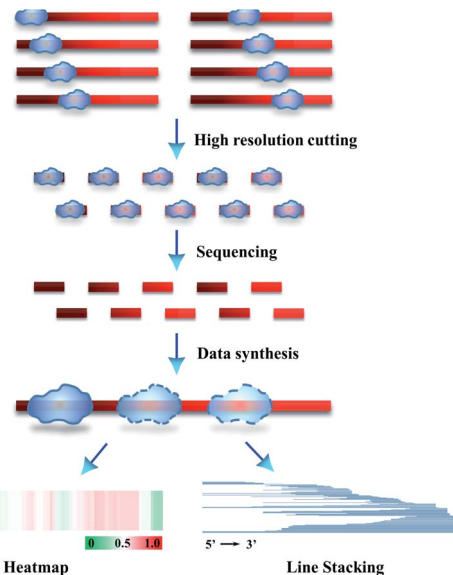 High resolution cutting
Sequencing
Data synthesis
0 0.5 1.0
5’ → 3’
Heatmap
Line Stacking